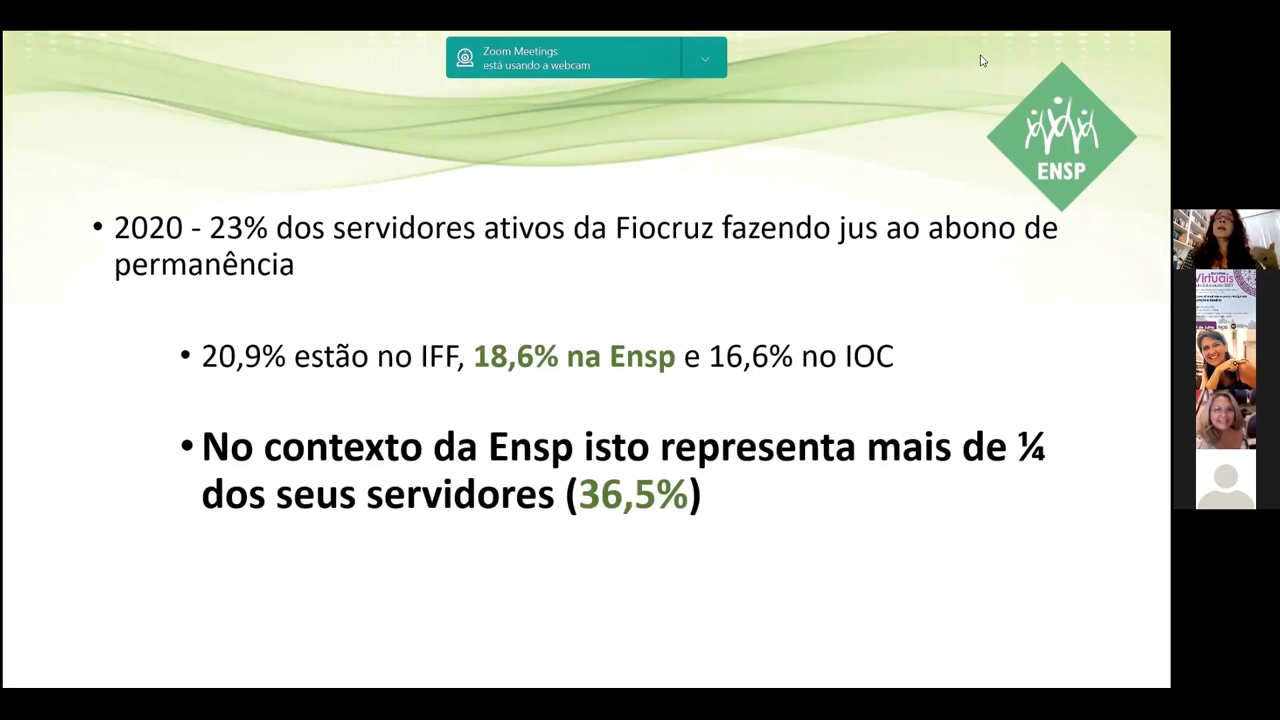 Zoom Meetings
está usando a webcam
ENSP
• 2020 - 23% dos servidores ativos da Fiocruz fazendo jus ao abono de
permanência
• 20,9% estão no IFF, 18,6% na Ensp e 16,6% no IOC
• No contexto da Ensp isto representa mais de ¼
dos seus servidores (36,5%)
Virtuais